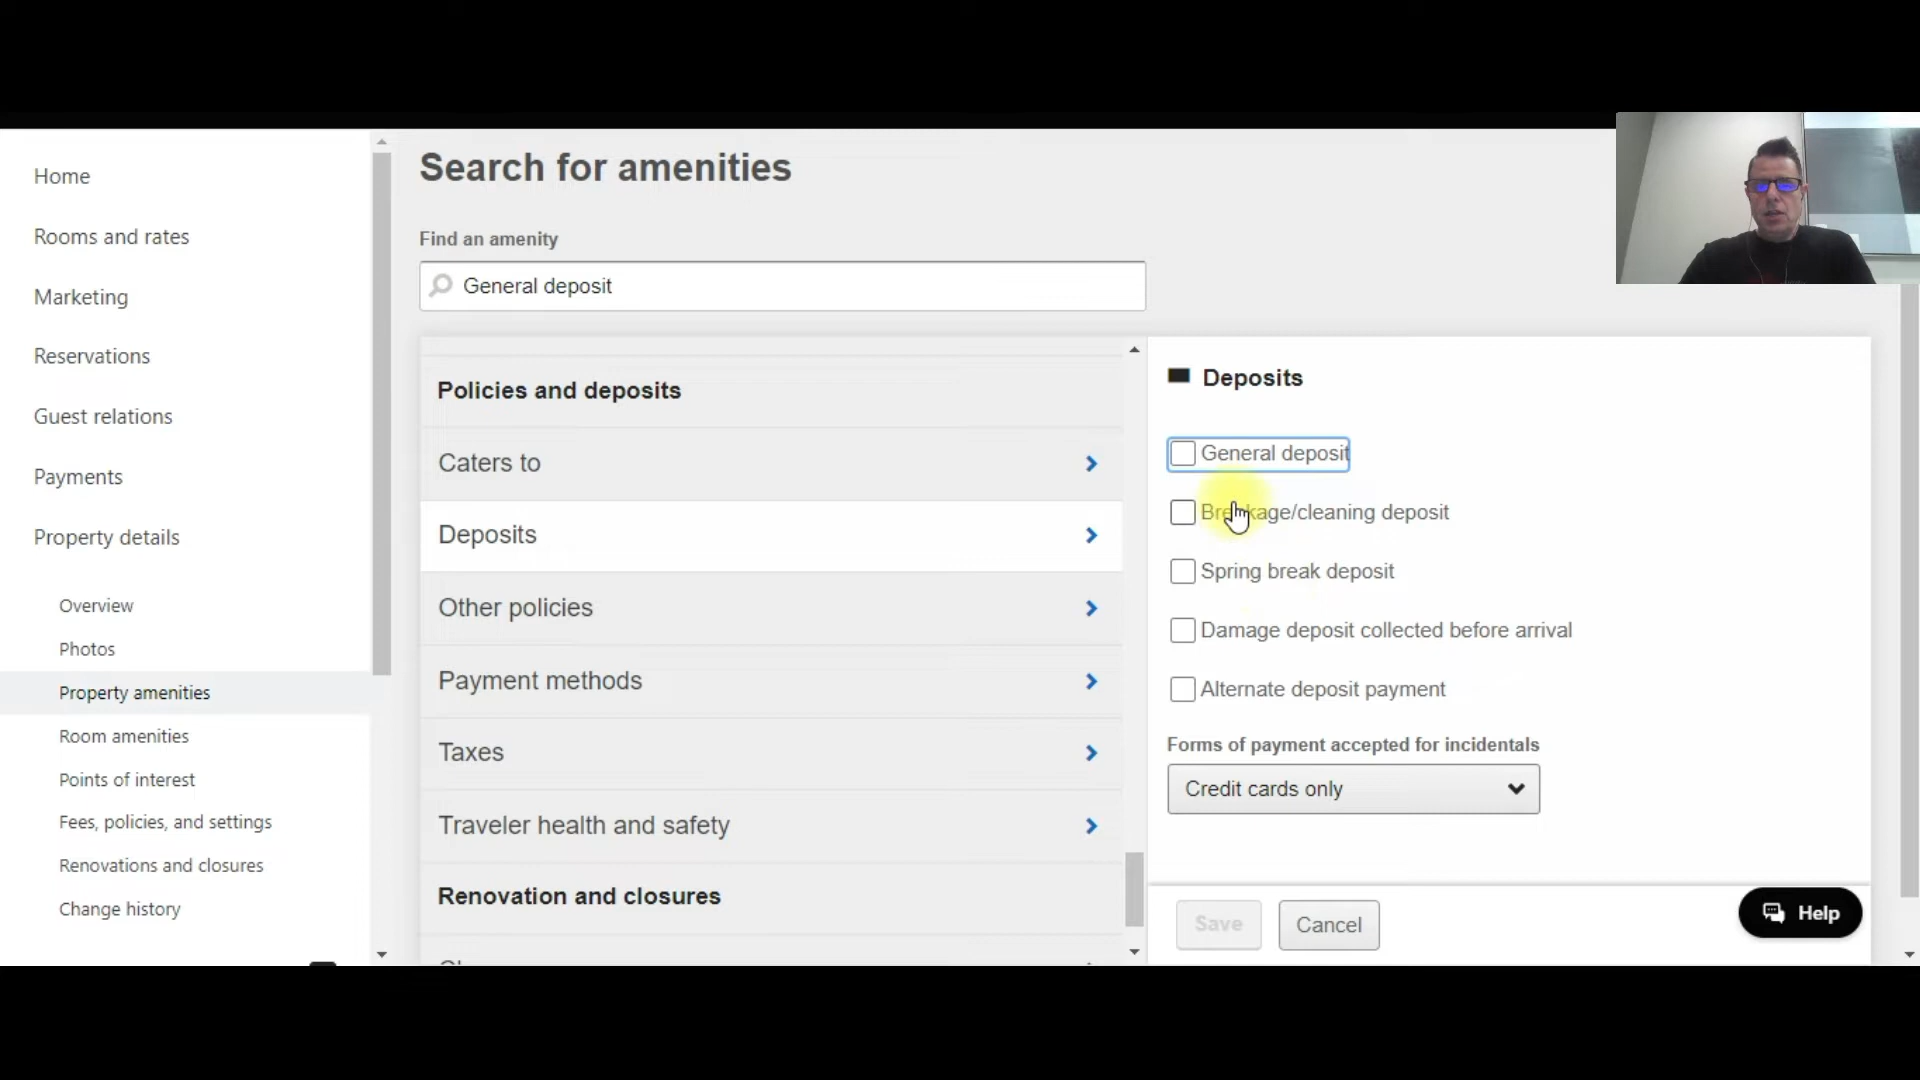 Home
Rooms and rates
Marketing
Reservations
Guest relations
Payments
Property details
Overview
Photos
Property amenities
Room amenities
Points of interest
Fees, policies, and settings
Renovations and closures
Change history
Search for amenities
Find an amenity
General deposit
Policies and deposits
Caters to
Deposits
Other policies
Payment methods
Taxes
Traveler health and safety
Renovation and closures
Deposits
General deposit
Breakage/cleaning deposit
Spring break deposit
Damage deposit collected before arrival
Alternate deposit payment
Forms of payment accepted for incidentals
Credit cards only
Save Cancel
Help